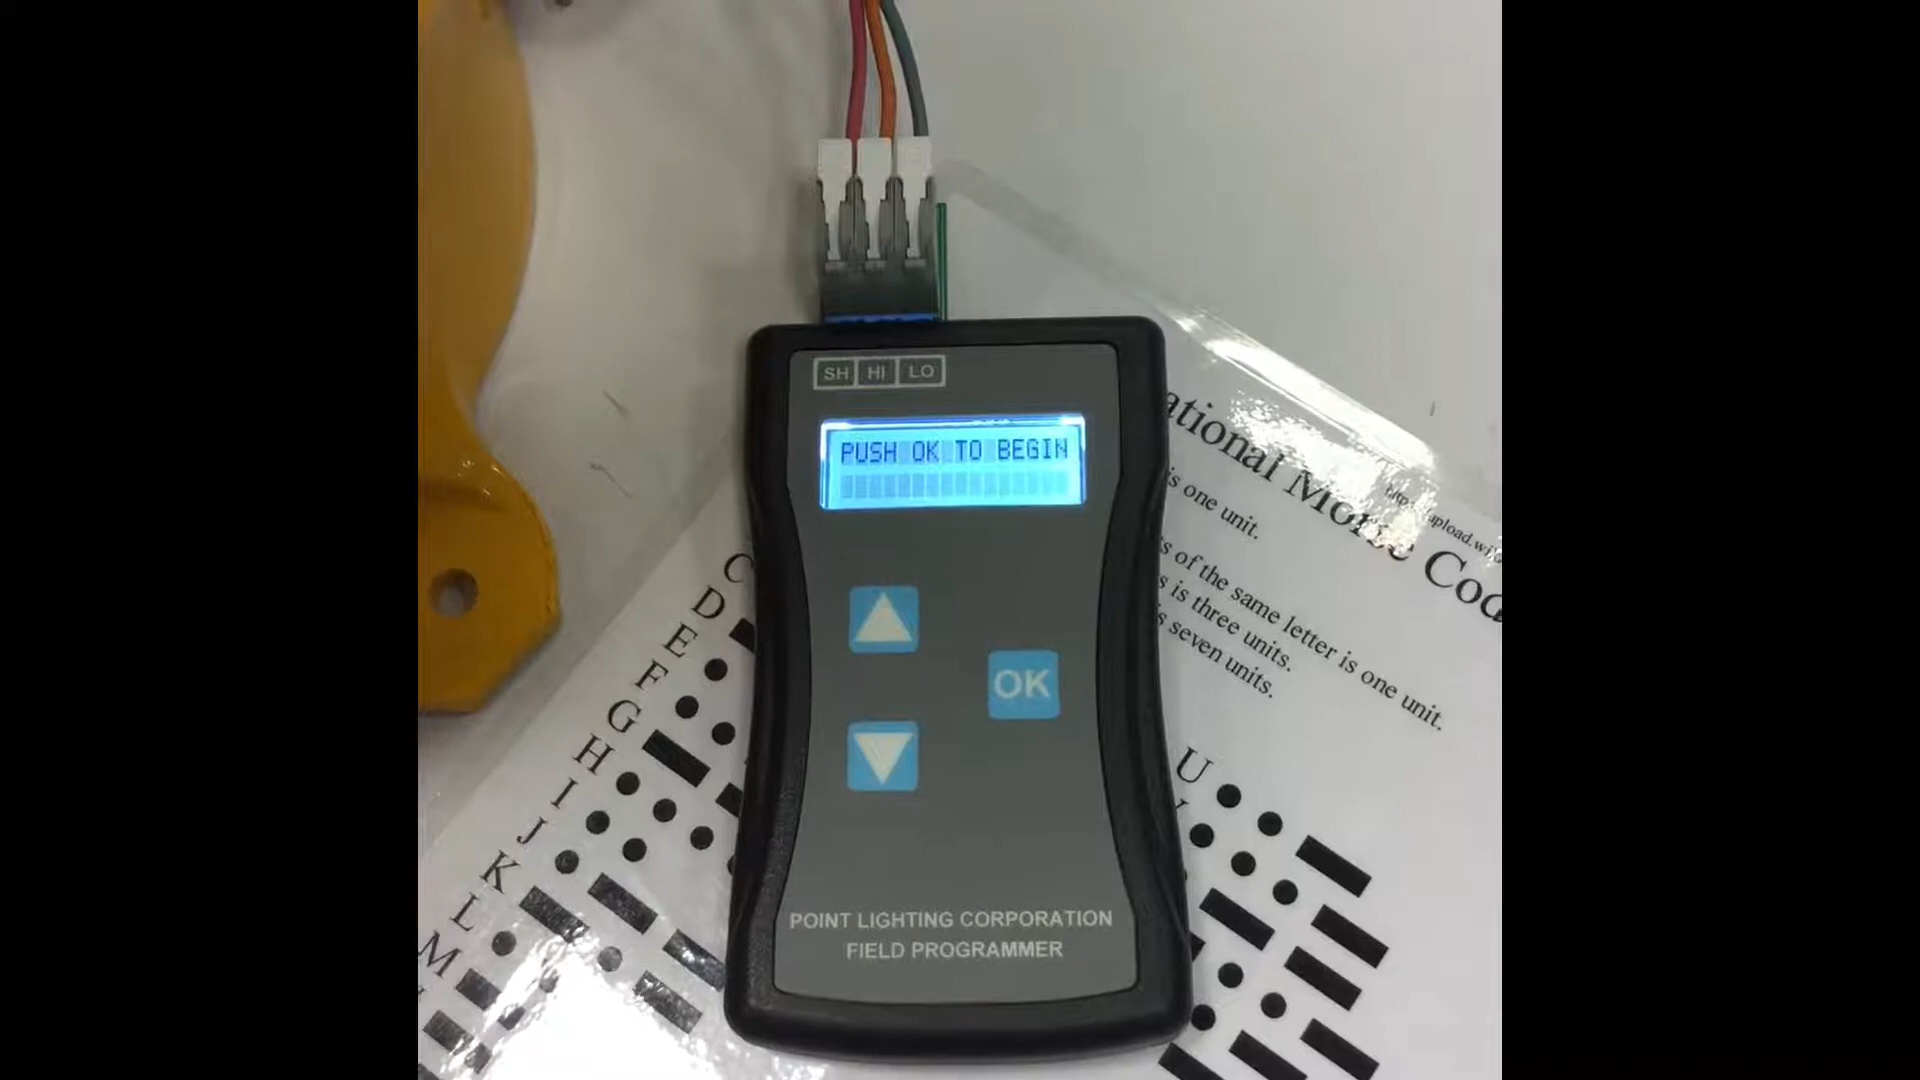 SH HI LO
PUSH OK TO BEGIN
OK
POINT LIGHTING CORPORATION
FIELD PROGRAMMER
ational Morse Cod
is one unit.
s of the same letter is one unit.
s is three units.
s seven units.
C
D
E
F
G
H
I
J
K
L
M
U